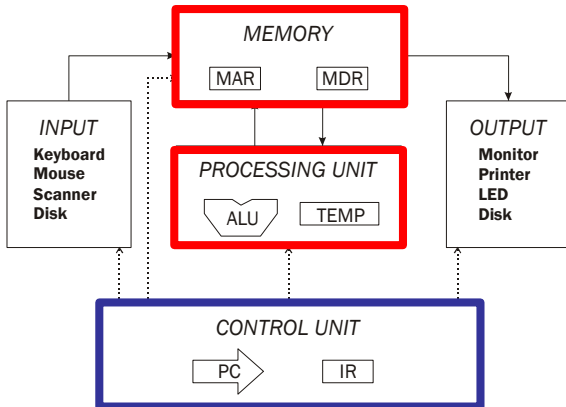 MEMORY
MAR MDR
INPUT
Keyboard
Mouse
Scanner
Disk
PROCESSING UNIT
ALU TEMP
OUTPUT
Monitor
Printer
LED
Disk
CONTROL UNIT
PC IR